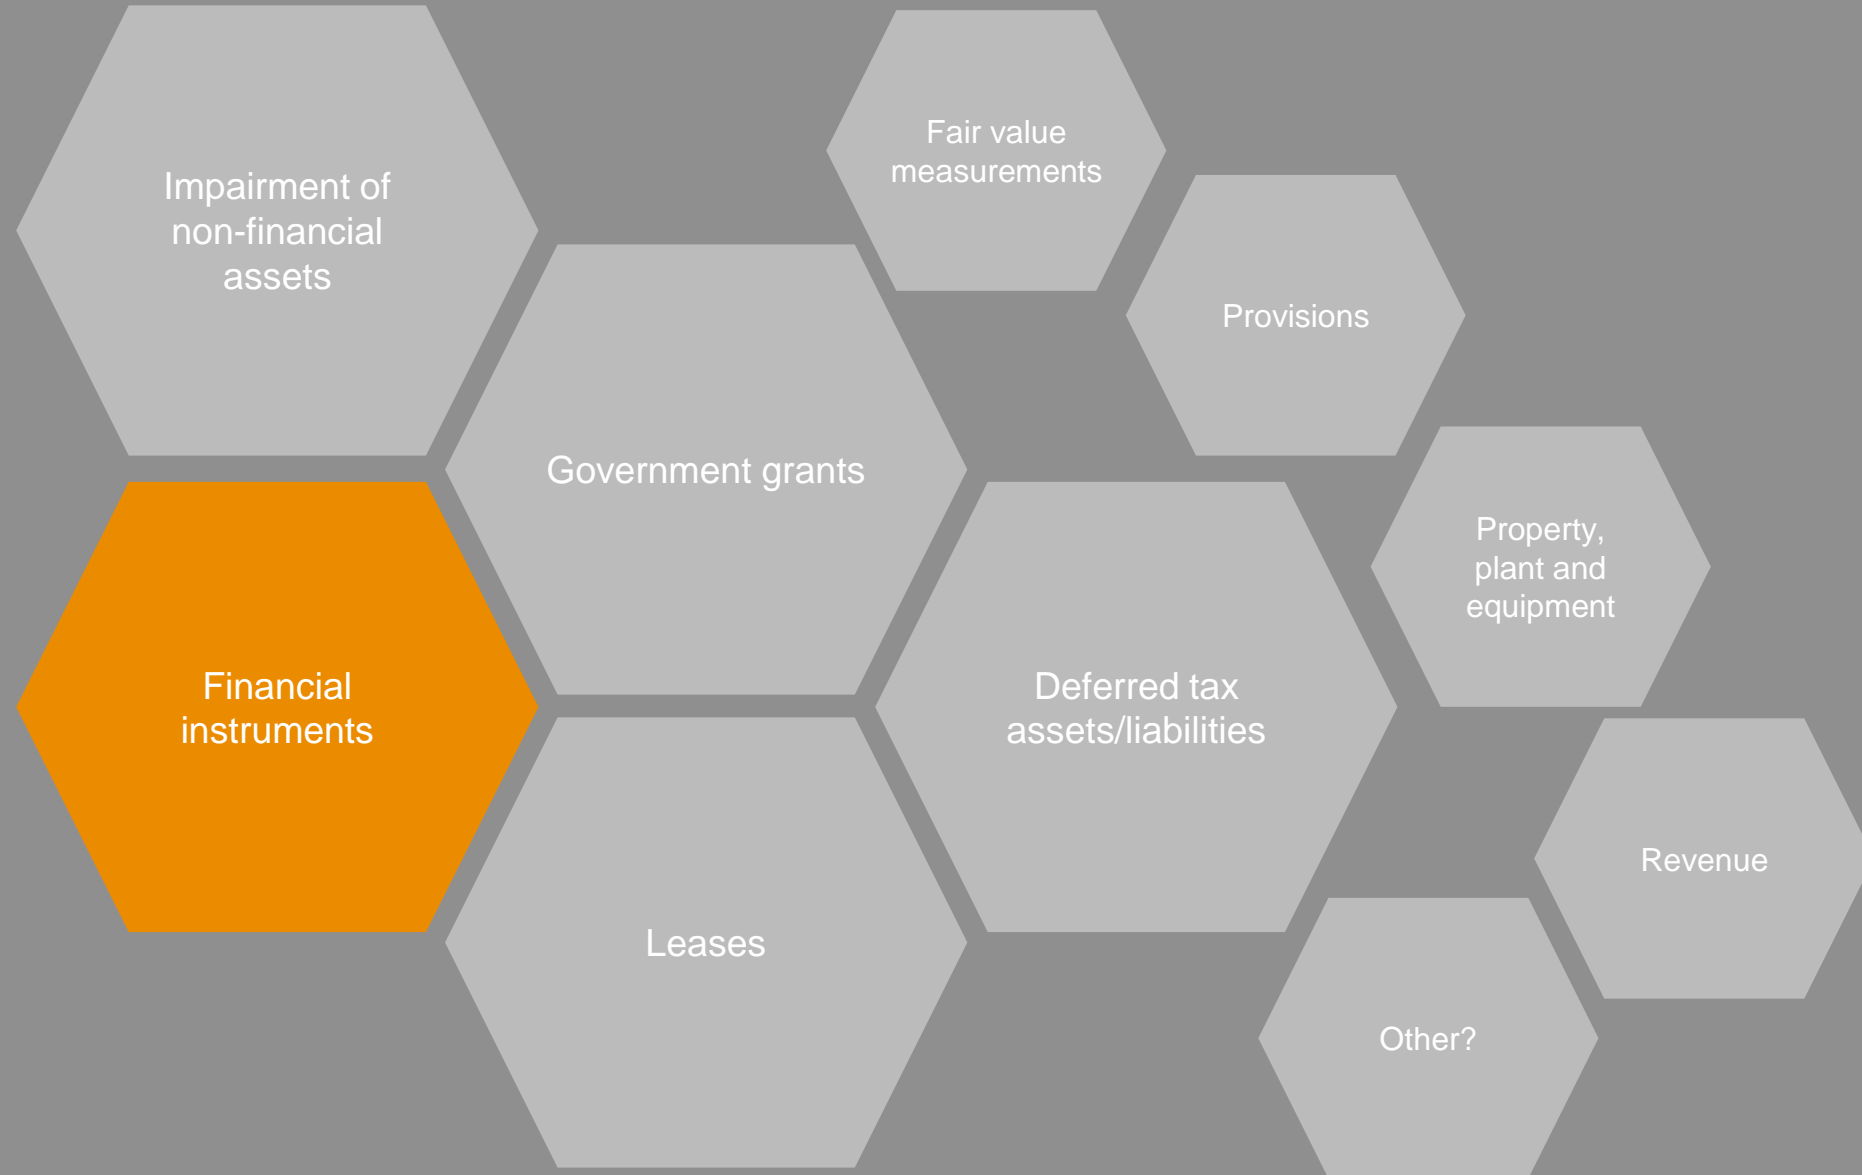 Impairment of
non-financial
assets
Fair value
measurements
Provisions
Government grants
Property,
plant and
equipment
Financial
instruments
Deferred tax
assets/liabilities
Revenue
Leases
Other?